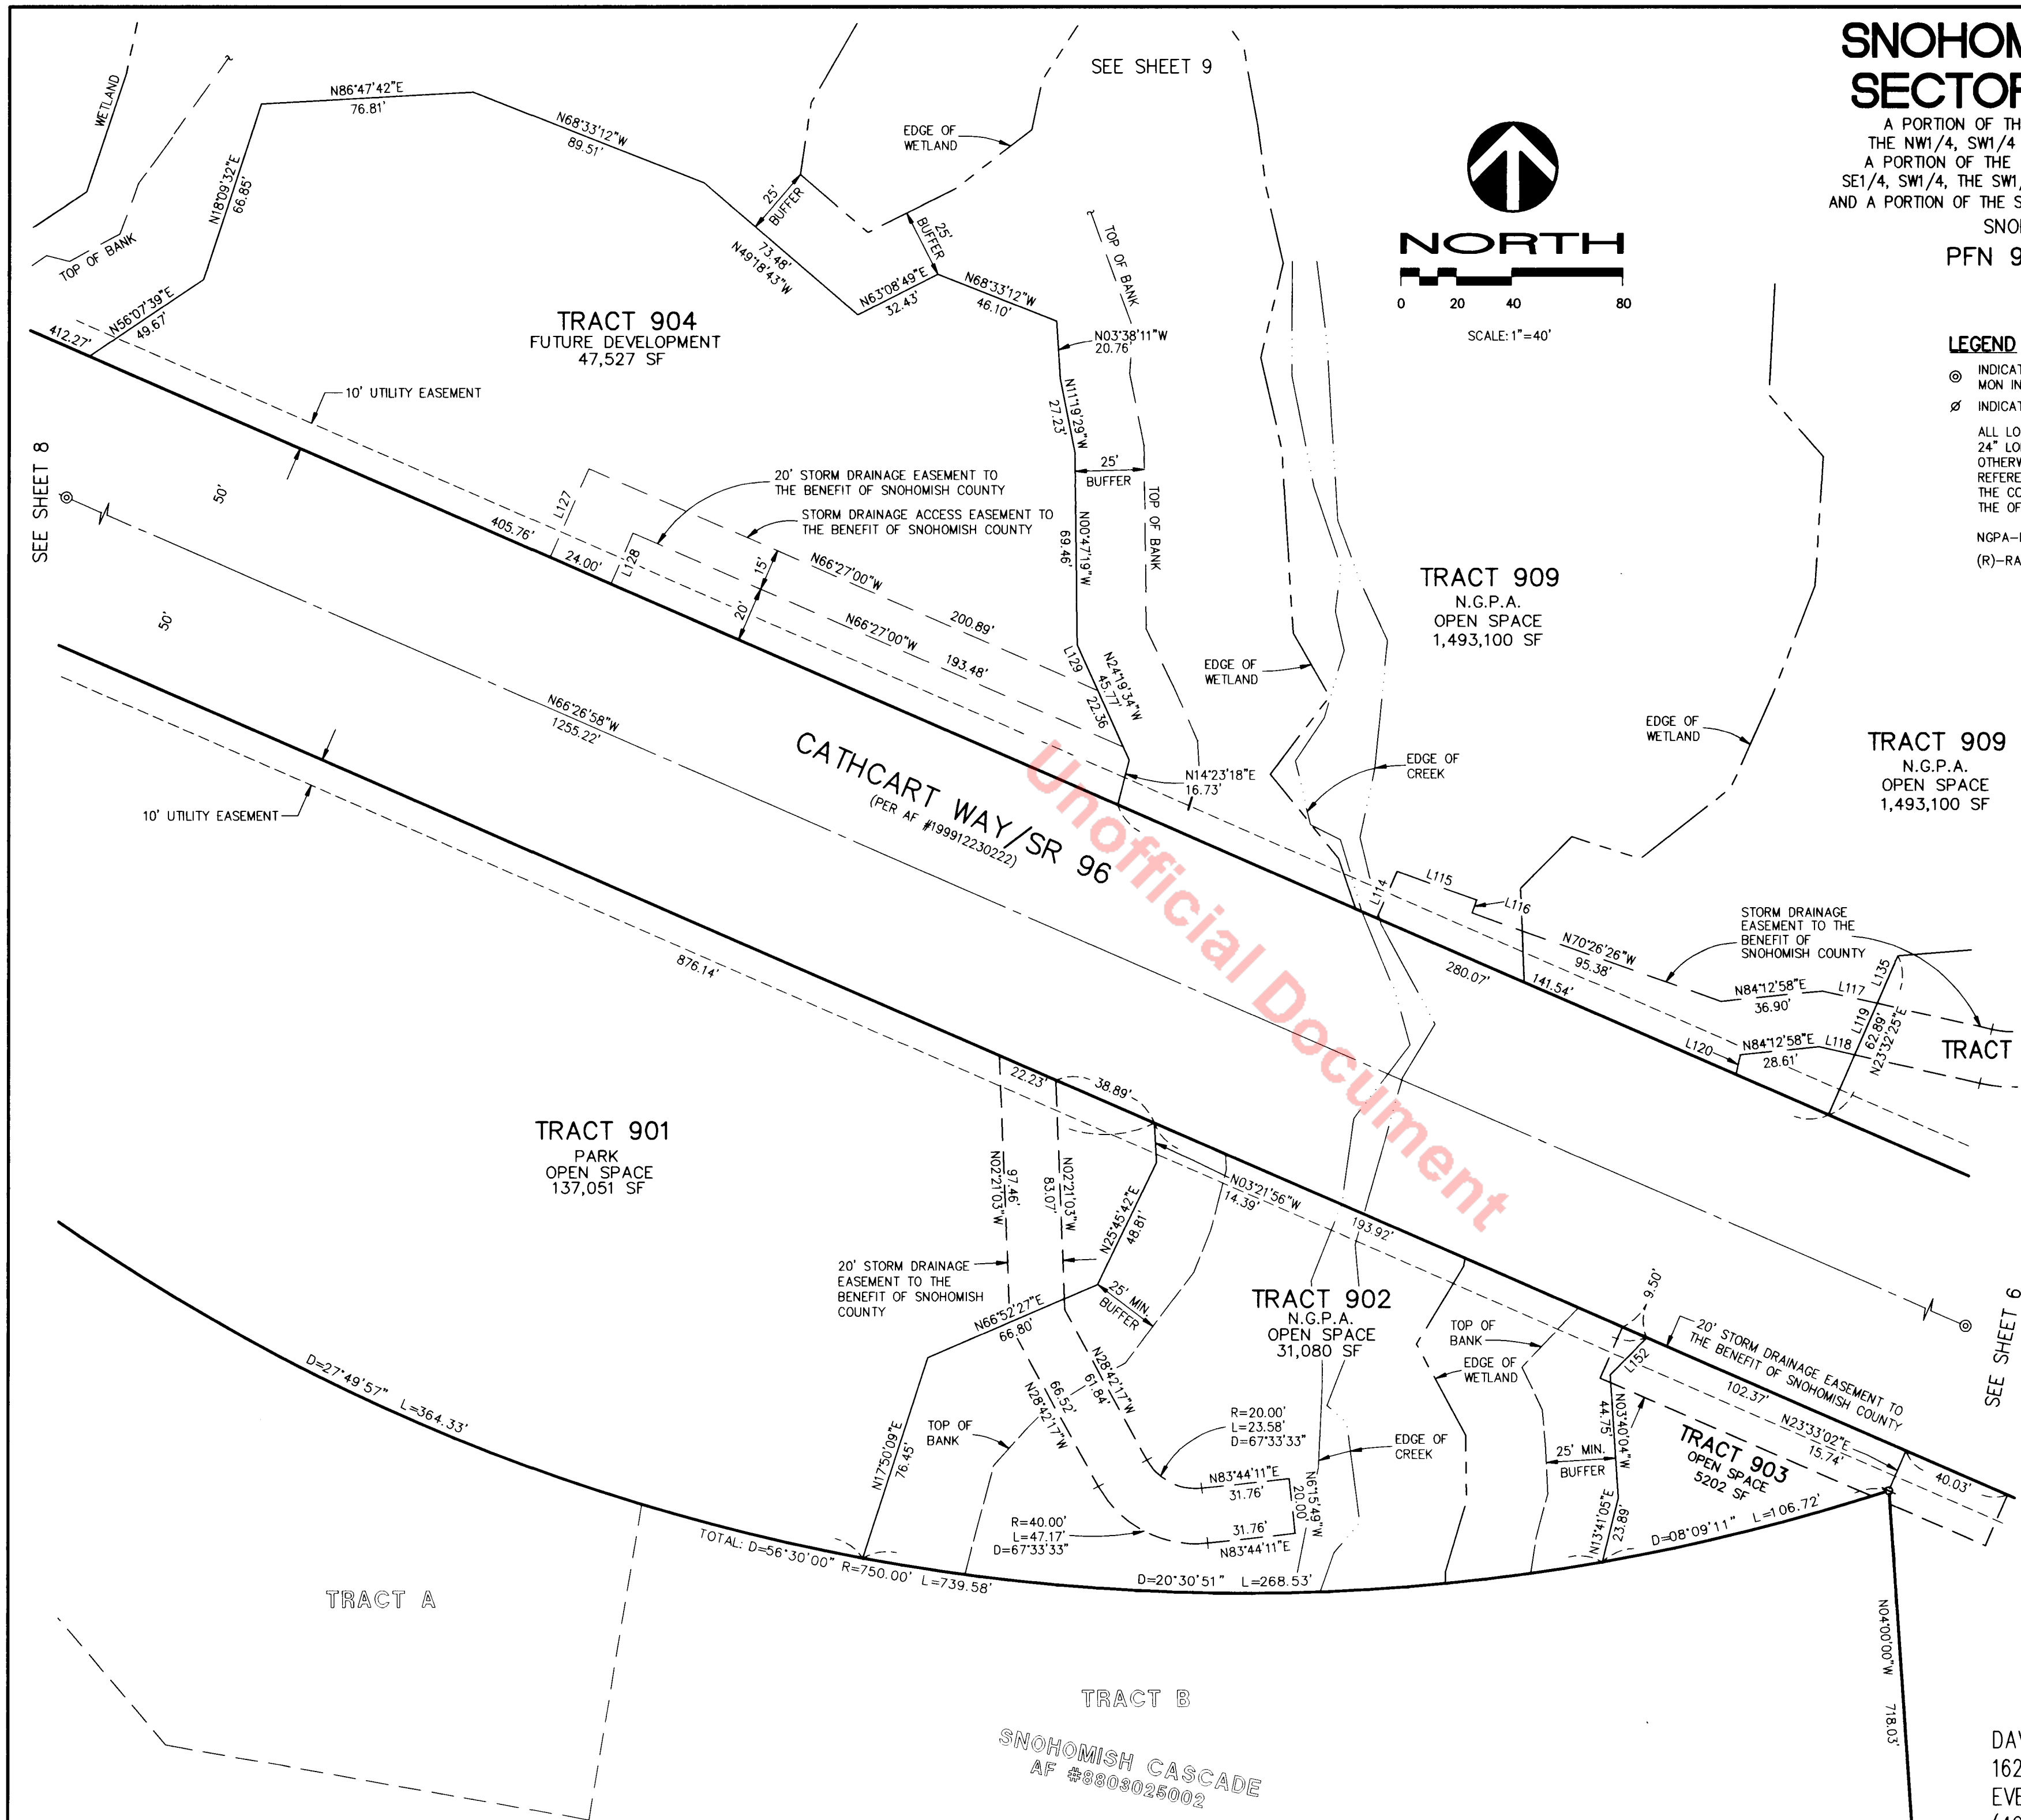 SEE SHEET 9
SNOHOM
SECTOR
A PORTION OF TH
THE NW1/4, SW1/4
A PORTION OF THE
SE1/4, SW1/4, THE SW1/
AND A PORTION OF THE S
SNO
PFN 9
NORTH
0 20 40 80
SCALE: 1"=40'
LEGEND
INDICAT
MON IN
INDICAT
ALL LO
24" LO
OTHERW
REFERE
THE CO
THE OF
NGPA-
(R)-RA
WETLAND
TOP OF BANK
N86°47'42"E
76.81'
N68°33'12"W
89.51'
N18°09'32"E
66.85'
N56°07'39"E
49.67'
412.27'
EDGE OF
WETLAND
25'
BUFFER
73.48'
N49°18'43"W
25'
BUFFER
N63°08'49"E
32.43'
N68°33'12"W
46.10'
TOP OF BANK
N03°38'11"W
20.76'
N11°19'29"W
27.23'
TRACT 904
FUTURE DEVELOPMENT
47,527 SF
10' UTILITY EASEMENT
SEE SHEET 8
50'
50'
L127
405.76'
24.00'
L128
20' STORM DRAINAGE EASEMENT TO
THE BENEFIT OF SNOHOMISH COUNTY
STORM DRAINAGE ACCESS EASEMENT TO
THE BENEFIT OF SNOHOMISH COUNTY
15'
20'
N66°27'00"W
200.89'
N66°27'00"W
193.48'
25'
BUFFER
TOP OF BANK
N00°47'19"W
69.46'
L129
N24°19'34"W
45.77'
22.36
N14°23'18"E
16.73'
TRACT 909
N.G.P.A.
OPEN SPACE
1,493,100 SF
EDGE OF
WETLAND
EDGE OF
WETLAND
TRACT 909
N.G.P.A.
OPEN SPACE
1,493,100 SF
EDGE OF
CREEK
N66°26'58"W
1255.22'
CATHCART WAY/SR 96
(PER AF #199912230222)
Unofficial Document
10' UTILITY EASEMENT
876.14'
L114
L115
L116
N70°26'26"W
95.38'
280.07'
141.54'
STORM DRAINAGE
EASEMENT TO THE
BENEFIT OF
SNOHOMISH COUNTY
N84°12'58"E
36.90'
L117
L135
L119
62.89'
N23°32'25"E
L120
N84°12'58"E
28.61'
L118
TRACT
TRACT 901
PARK
OPEN SPACE
137,051 SF
22.23'
38.89'
N02°21'03"W
97.46'
N02°21'03"W
83.07'
N25°45'42"E
48.81'
N03°21'56"W
14.39'
193.92'
20' STORM DRAINAGE
EASEMENT TO THE
BENEFIT OF SNOHOMISH
COUNTY
N66°52'27"E
66.80'
25' MIN.
BUFFER
TRACT 902
N.G.P.A.
OPEN SPACE
31,080 SF
TOP OF
BANK
EDGE OF
WETLAND
9.50'
L152
20' STORM DRAINAGE EASEMENT TO
THE BENEFIT OF SNOHOMISH COUNTY
102.37'
N23°33'02"E
15.74'
40.03'
SEE SHEET 6
N28°42'17"W
61.84'
66.52'
N28°42'17"W
TOP OF
BANK
N17°50'09"E
76.45'
R=20.00'
L=23.58'
D=67°33'33"
EDGE OF
CREEK
N83°44'11"E
31.76'
N6°15'49"W
20.00'
R=40.00'
L=47.17'
D=67°33'33"
31.76'
N83°44'11"E
25' MIN.
BUFFER
N03°40'04"W
44.75'
N13°41'05"E
23.89'
TRACT 903
OPEN SPACE
5202 SF
D=08°09'11" L=106.72'
D=27°49'57" L=364.33'
TOTAL: D=56°30'00" R=750.00' L=739.58'
D=20°30'51" L=268.53'
N04°00'00"W 718.03'
TRACT A
TRACT B
SNOHOMISH CASCADE
AF #8803025002
DAV
162
EVE